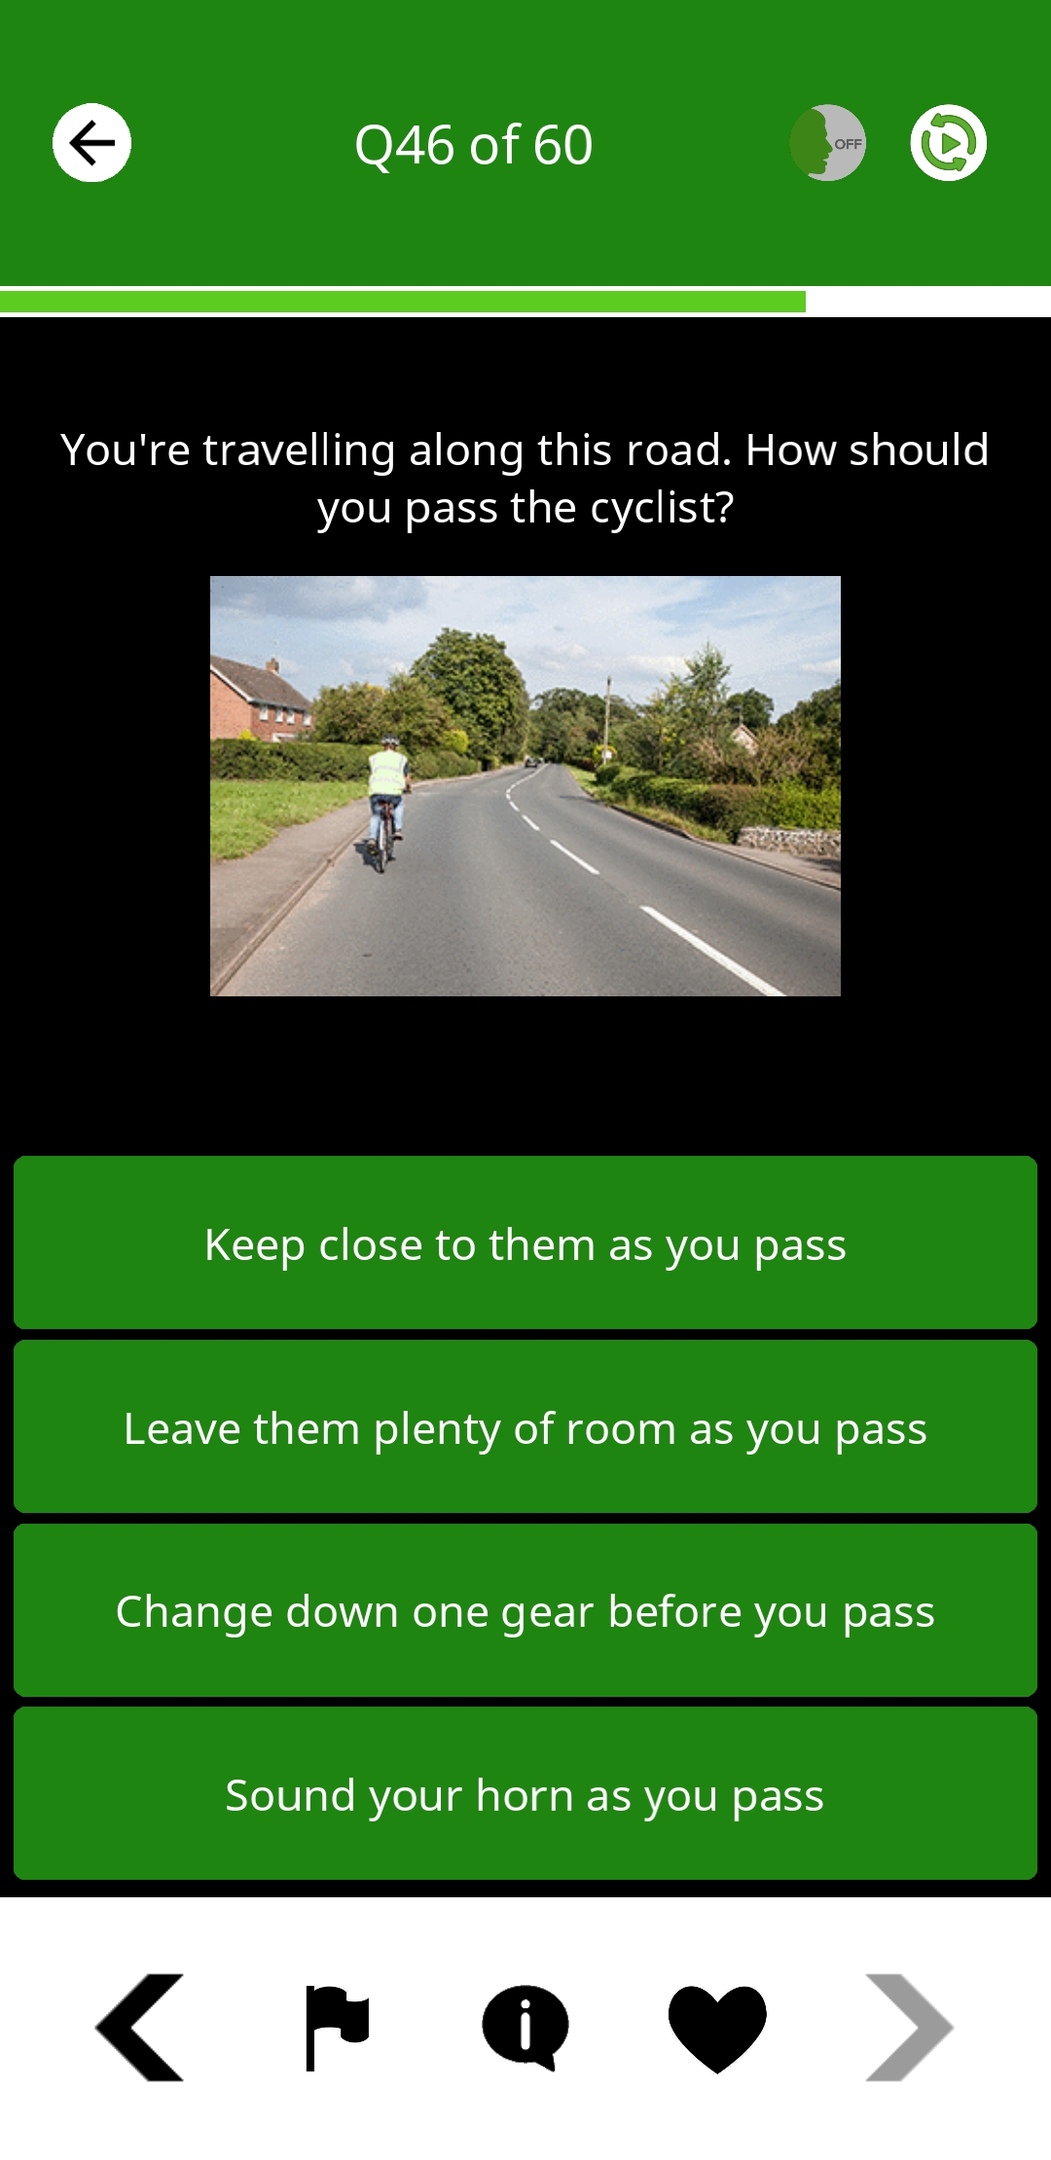 Q46 of 60
OFF
You're travelling along this road. How should
you pass the cyclist?
Keep close to them as you pass
Leave them plenty of room as you pass
Change down one gear before you pass
Sound your horn as you pass